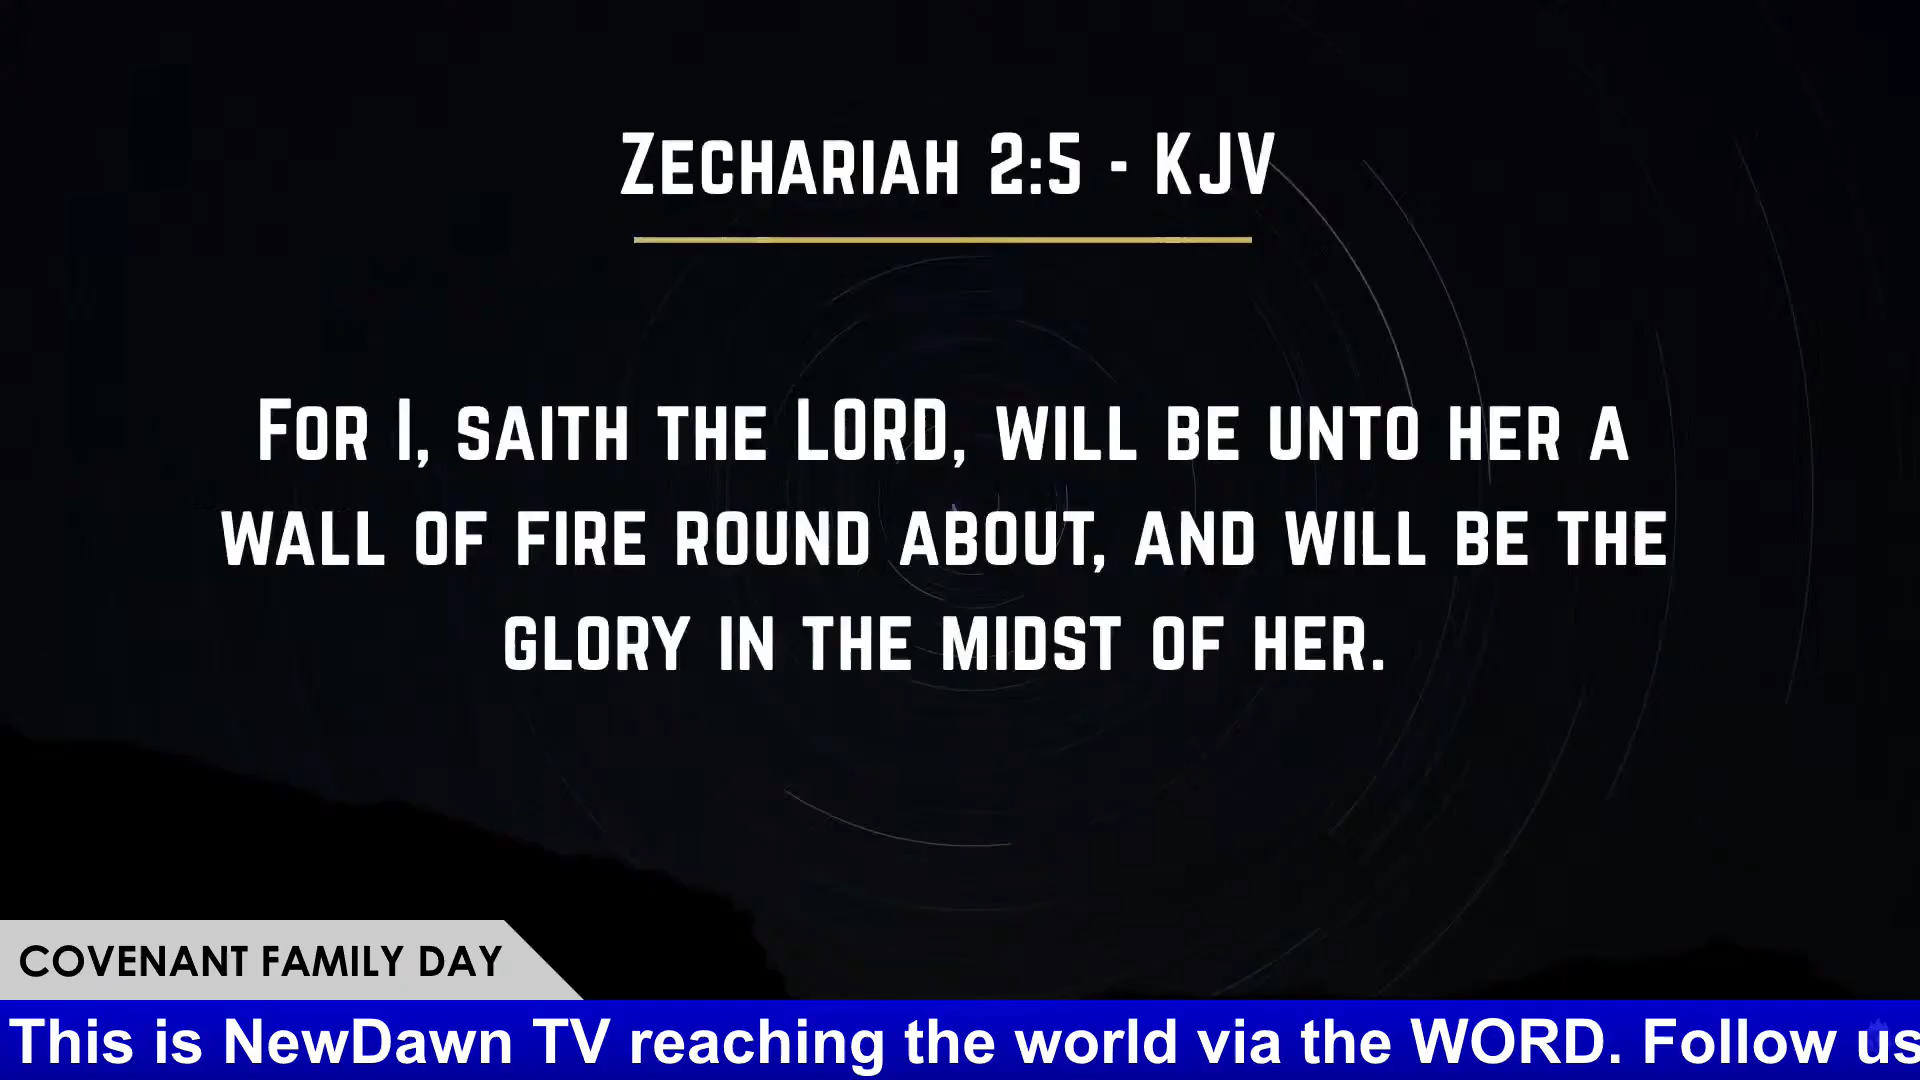 Zechariah 2:5 - KJV
For I, saith the LORD, will be unto her a
wall of fire round about, and will be the
glory in the midst of her.
COVENANT FAMILY DAY
This is NewDawn TV reaching the world via the WORD. Follow us